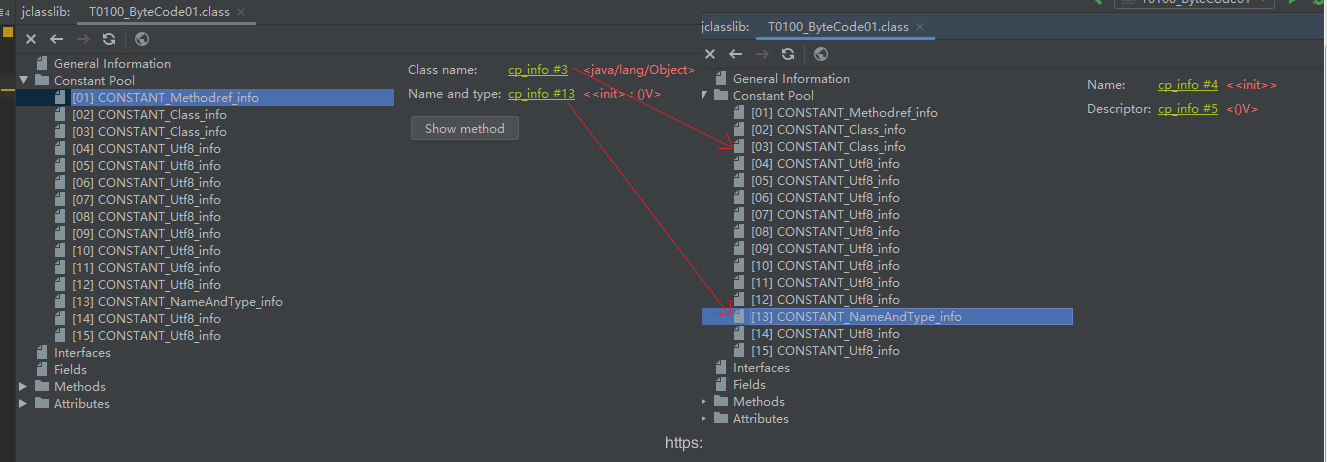 jclasslib: T0100_ByteCode01.class
General Information
Constant Pool
[01] CONSTANT_Methodref_info
[02] CONSTANT_Class_info
[03] CONSTANT_Class_info
[04] CONSTANT_Utf8_info
[05] CONSTANT_Utf8_info
[06] CONSTANT_Utf8_info
[07] CONSTANT_Utf8_info
[08] CONSTANT_Utf8_info
[09] CONSTANT_Utf8_info
[10] CONSTANT_Utf8_info
[11] CONSTANT_Utf8_info
[12] CONSTANT_Utf8_info
[13] CONSTANT_NameAndType_info
[14] CONSTANT_Utf8_info
[15] CONSTANT_Utf8_info
Interfaces
Fields
Methods
Attributes
Class name: cp_info #3 <java/lang/Object>
Name and type: cp_info #13 <<init> : ()V>
Show method
T0100_ByteCode01
jclasslib: T0100_ByteCode01.class
General Information
Constant Pool
[01] CONSTANT_Methodref_info
[02] CONSTANT_Class_info
[03] CONSTANT_Class_info
[04] CONSTANT_Utf8_info
[05] CONSTANT_Utf8_info
[06] CONSTANT_Utf8_info
[07] CONSTANT_Utf8_info
[08] CONSTANT_Utf8_info
[09] CONSTANT_Utf8_info
[10] CONSTANT_Utf8_info
[11] CONSTANT_Utf8_info
[12] CONSTANT_Utf8_info
[13] CONSTANT_NameAndType_info
[14] CONSTANT_Utf8_info
[15] CONSTANT_Utf8_info
Interfaces
Fields
Methods
Attributes
Name: cp_info #4 <<init>>
Descriptor: cp_info #5 <()V>
https: